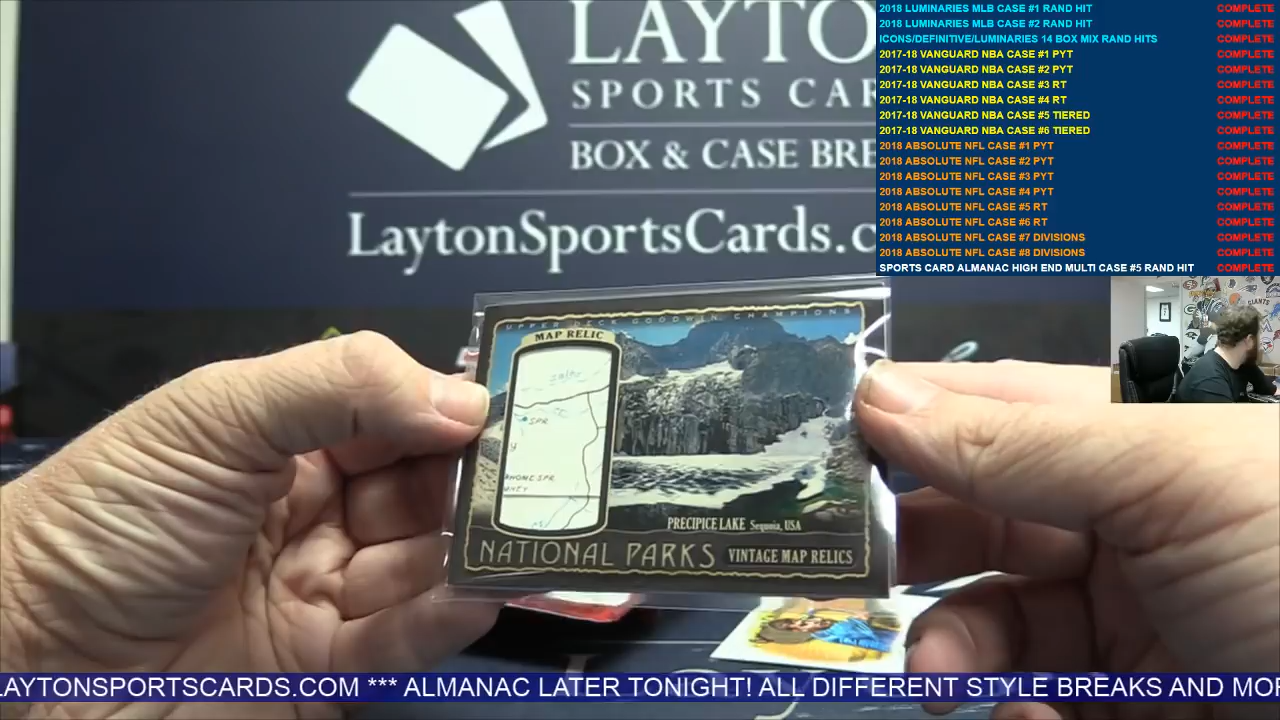 LAYTO
SPORTS CAR
BOX & CASE BRE
LaytonSportsCards.c
2018 LUMINARIES MLB CASE #1 RAND HIT COMPLETE
2018 LUMINARIES MLB CASE #2 RAND HIT COMPLETE
ICONS/DEFINITIVE/LUMINARIES 14 BOX MIX RAND HITS COMPLETE
2017-18 VANGUARD NBA CASE #1 PYT COMPLETE
2017-18 VANGUARD NBA CASE #2 PYT COMPLETE
2017-18 VANGUARD NBA CASE #3 RT COMPLETE
2017-18 VANGUARD NBA CASE #4 RT COMPLETE
2017-18 VANGUARD NBA CASE #5 TIERED COMPLETE
2017-18 VANGUARD NBA CASE #6 TIERED COMPLETE
2018 ABSOLUTE NFL CASE #1 PYT COMPLETE
2018 ABSOLUTE NFL CASE #2 PYT COMPLETE
2018 ABSOLUTE NFL CASE #3 PYT COMPLETE
2018 ABSOLUTE NFL CASE #4 PYT COMPLETE
2018 ABSOLUTE NFL CASE #5 RT COMPLETE
2018 ABSOLUTE NFL CASE #6 RT COMPLETE
2018 ABSOLUTE NFL CASE #7 DIVISIONS COMPLETE
2018 ABSOLUTE NFL CASE #8 DIVISIONS COMPLETE
SPORTS CARD ALMANAC HIGH END MULTI CASE #5 RAND HIT COMPLETE
GIANTS
UPPER DECK GOODWIN CHAMPIONS
MAP RELIC
SPR
Y
PRECIPICE LAKE Sequoia, USA
NATIONAL PARKS VINTAGE MAP RELICS
LAYTONSPORTSCARDS.COM *** ALMANAC LATER TONIGHT! ALL DIFFERENT STYLE BREAKS AND MOR